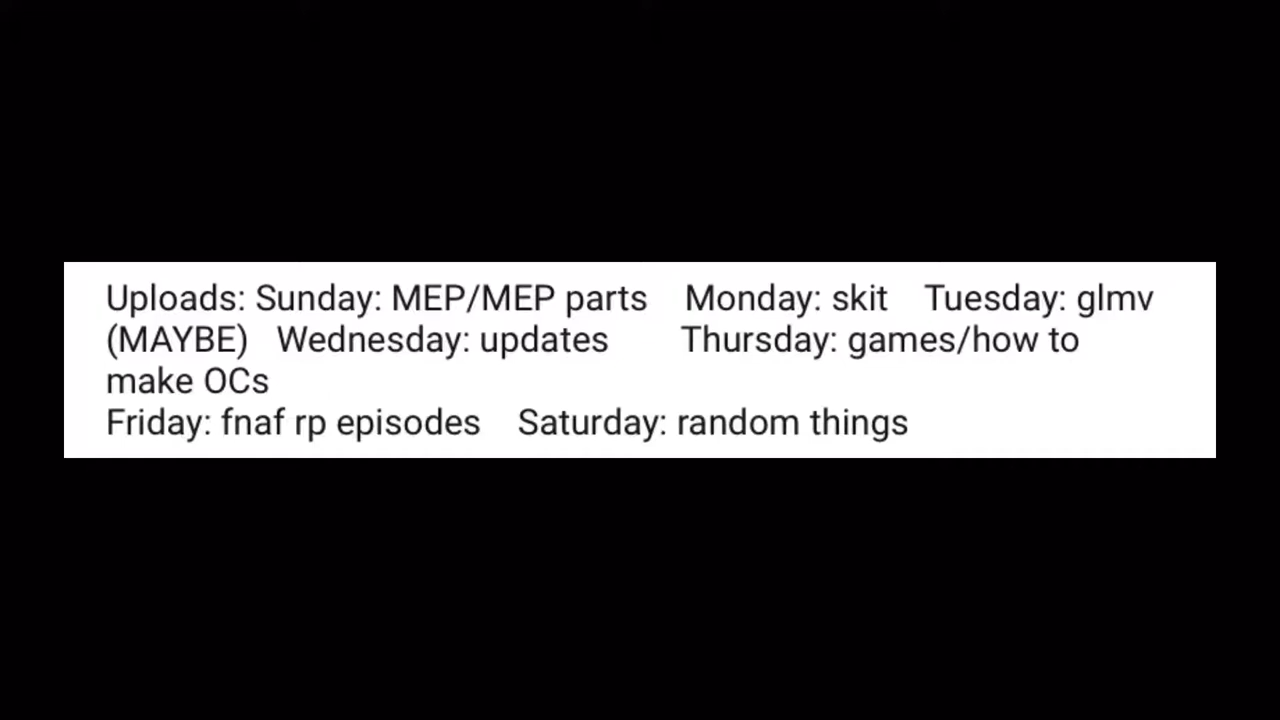 Uploads: Sunday: MEP/MEP parts    Monday: skit    Tuesday: glmv
(MAYBE)   Wednesday: updates        Thursday: games/how to
make OCs
Friday: fnaf rp episodes    Saturday: random things